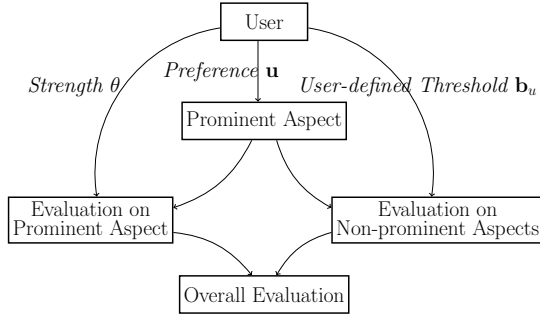 User
Preference u
Strength θ
User-defined Threshold b_u
Prominent Aspect
Evaluation on
Prominent Aspect
Evaluation on
Non-prominent Aspects
Overall Evaluation